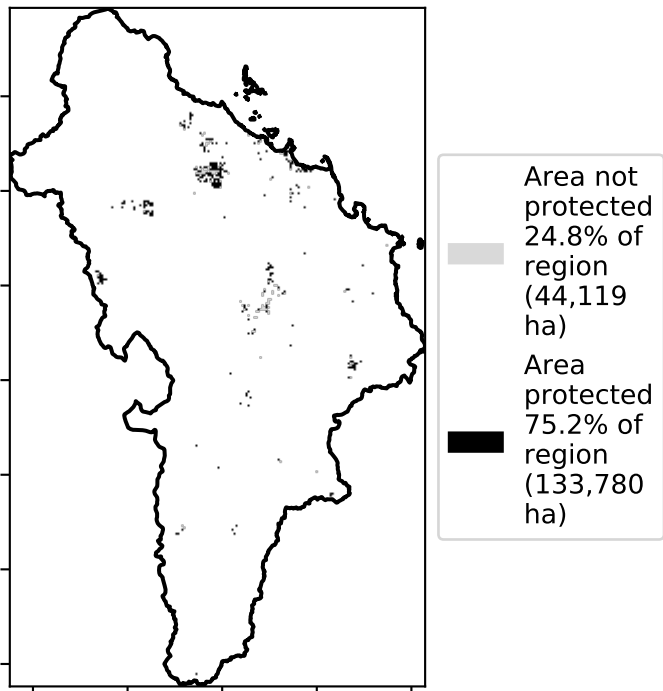 Area not
protected
24.8% of
region
(44,119
ha)
Area
protected
75.2% of
region
(133,780
ha)